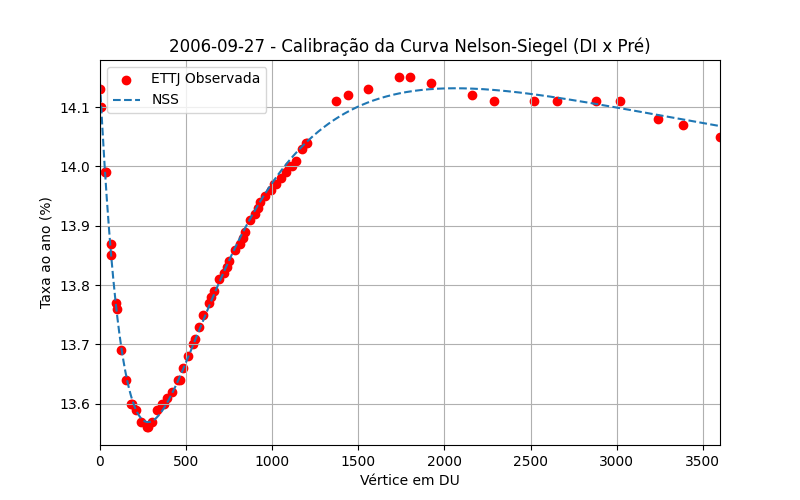 2006-09-27 - Calibração da Curva Nelson-Siegel (DI x Pré)
ETTJ Observada
NSS
Taxa ao ano (%)
14.1
14.0
13.9
13.8
13.7
13.6
0 500 1000 1500 2000 2500 3000 3500
Vértice em DU